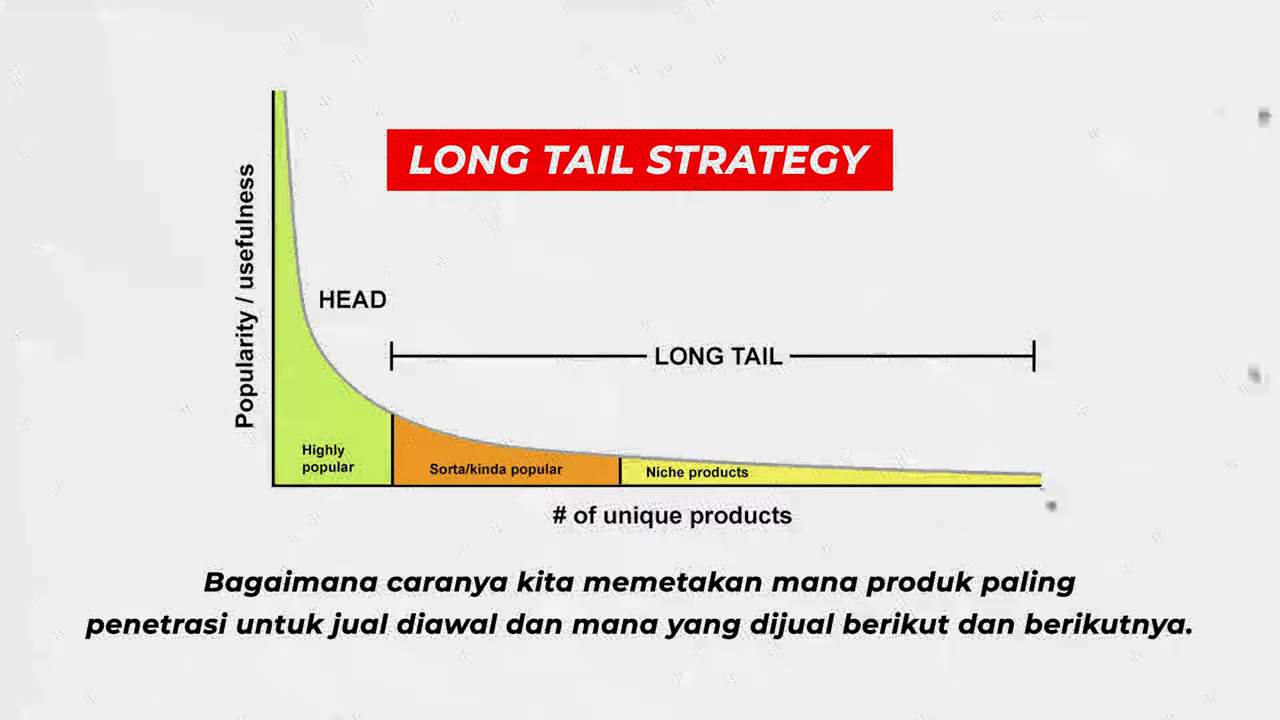 LONG TAIL STRATEGY
Popularity / usefulness
HEAD
LONG TAIL
Highly
popular
Sorta/kinda popular
Niche products
# of unique products
Bagaimana caranya kita memetakan mana produk paling
penetrasi untuk jual diawal dan mana yang dijual berikut dan berikutnya.